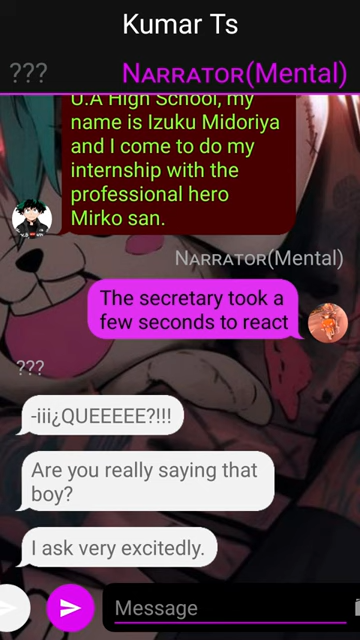 Kumar Ts
??? Narrator(Mental)
U.A High School, my
name is Izuku Midoriya
and I come to do my
internship with the
professional hero
Mirko san.
Narrator(Mental)
The secretary took a
few seconds to react
???
-iii¿QUEEEEE?!!!
Are you really saying that
boy?
I ask very excitedly.
Message